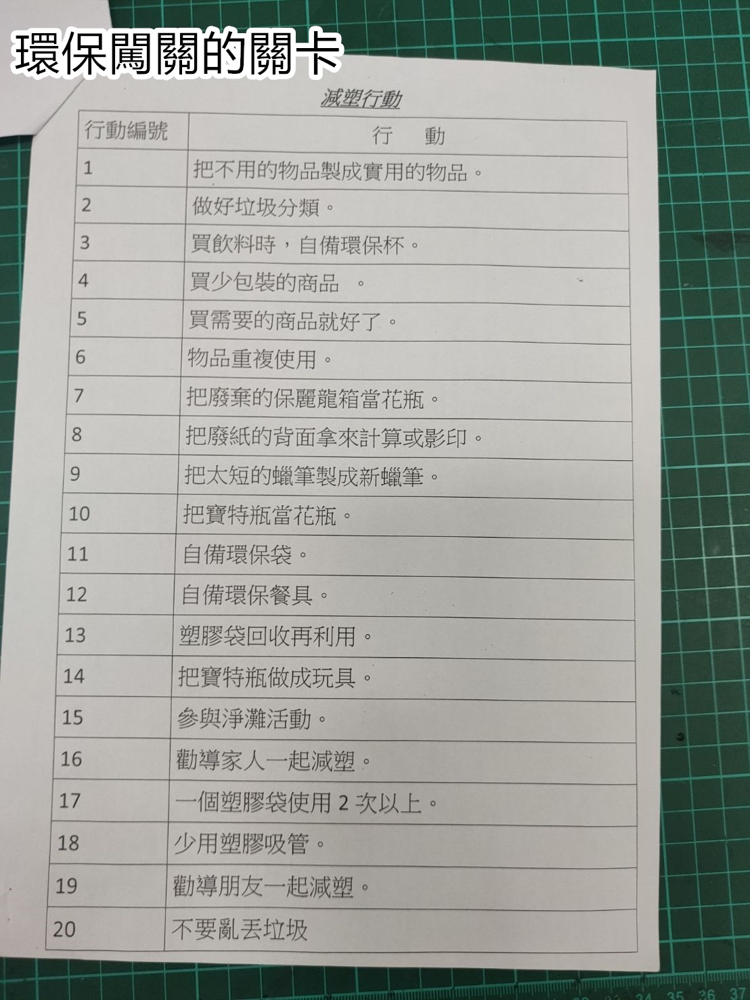 環保闖關的關卡
減塑行動
行動編號 行 動
1 把不用的物品製成實用的物品。
2 做好垃圾分類。
3 買飲料時，自備環保杯。
4 買少包裝的商品 。
5 買需要的商品就好了。
6 物品重複使用。
7 把廢棄的保麗龍箱當花瓶。
8 把廢紙的背面拿來計算或影印。
9 把太短的蠟筆製成新蠟筆。
10 把寶特瓶當花瓶。
11 自備環保袋。
12 自備環保餐具。
13 塑膠袋回收再利用。
14 把寶特瓶做成玩具。
15 參與淨灘活動。
16 勸導家人一起減塑。
17 一個塑膠袋使用 2 次以上。
18 少用塑膠吸管。
19 勸導朋友一起減塑。
20 不要亂丟垃圾
34 35 36 37